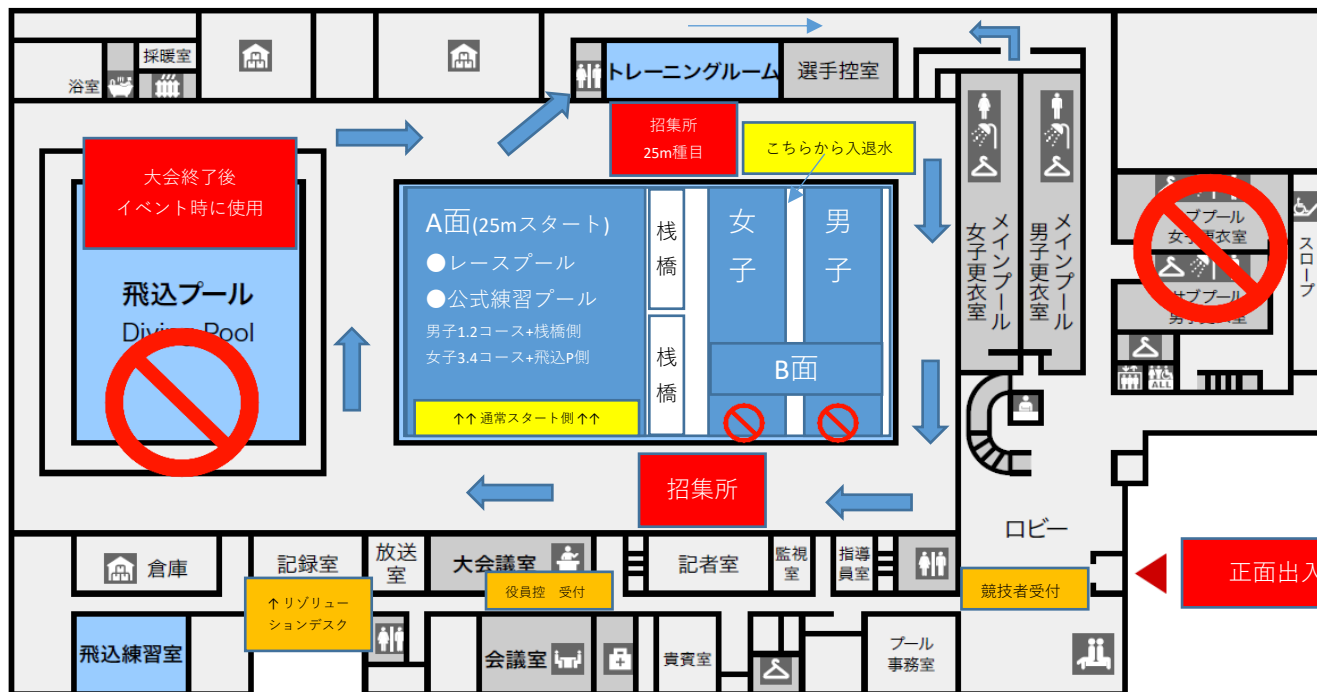 採暖室
浴室
トレーニングルーム
選手控室
招集所
25m種目
こちらから入退水
大会終了後
イベント時に使用
飛込プール
Diving Pool
A面(25mスタート)
●レースプール
●公式練習プール
男子1.2コース+桟橋側
女子3.4コース+飛込P側
↑↑通常スタート側↑↑
桟橋
桟橋
女子
男子
B面
メインプール
女子更衣室
メインプール
男子更衣室
サブプール
女子更衣室
サブプール
男子更衣室
スロープ
ALL
招集所
ロビー
倉庫
記録室
放送室
大会議室
記者室
監視室
指導員室
↑リゾリュー
ションデスク
役員控 受付
競技者受付
正面出入
飛込練習室
会議室
貴賓室
プール
事務室